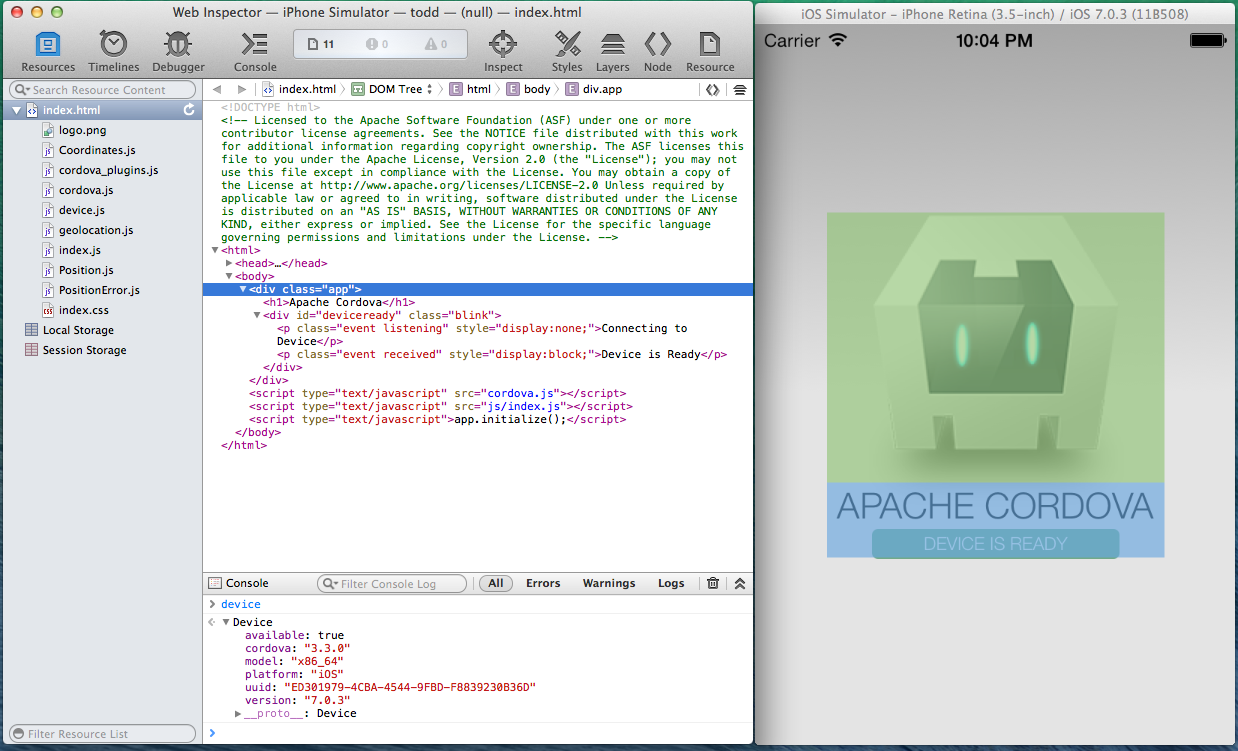 Web Inspector — iPhone Simulator — todd — (null) — index.html
Resources Timelines Debugger Console 11 0 0 Inspect Styles Layers Node Resource
Search Resource Content
index.html
logo.png
Coordinates.js
cordova_plugins.js
cordova.js
device.js
geolocation.js
index.js
Position.js
PositionError.js
index.css
Local Storage
Session Storage
Filter Resource List
index.html DOM Tree E html E body E div.app
<!DOCTYPE html>
<!-- Licensed to the Apache Software Foundation (ASF) under one or more
contributor license agreements. See the NOTICE file distributed with this work
for additional information regarding copyright ownership. The ASF licenses this
file to you under the Apache License, Version 2.0 (the "License"); you may not
use this file except in compliance with the License. You may obtain a copy of
the License at http://www.apache.org/licenses/LICENSE-2.0 Unless required by
applicable law or agreed to in writing, software distributed under the License
is distributed on an "AS IS" BASIS, WITHOUT WARRANTIES OR CONDITIONS OF ANY
KIND, either express or implied. See the License for the specific language
governing permissions and limitations under the License. -->
<html>
<head>…</head>
<body>
<div class="app">
<h1>Apache Cordova</h1>
<div id="deviceready" class="blink">
<p class="event listening" style="display:none;">Connecting to
Device</p>
<p class="event received" style="display:block;">Device is Ready</p>
</div>
</div>
<script type="text/javascript" src="cordova.js"></script>
<script type="text/javascript" src="js/index.js"></script>
<script type="text/javascript">app.initialize();</script>
</body>
</html>
Console Filter Console Log All Errors Warnings Logs
> device
< Device
available: true
cordova: "3.3.0"
model: "x86_64"
platform: "iOS"
uuid: "ED301979-4CBA-4544-9FBD-F8839230B36D"
version: "7.0.3"
__proto__: Device
>
iOS Simulator – iPhone Retina (3.5-inch) / iOS 7.0.3 (11B508)
Carrier 10:04 PM
APACHE CORDOVA
DEVICE IS READY